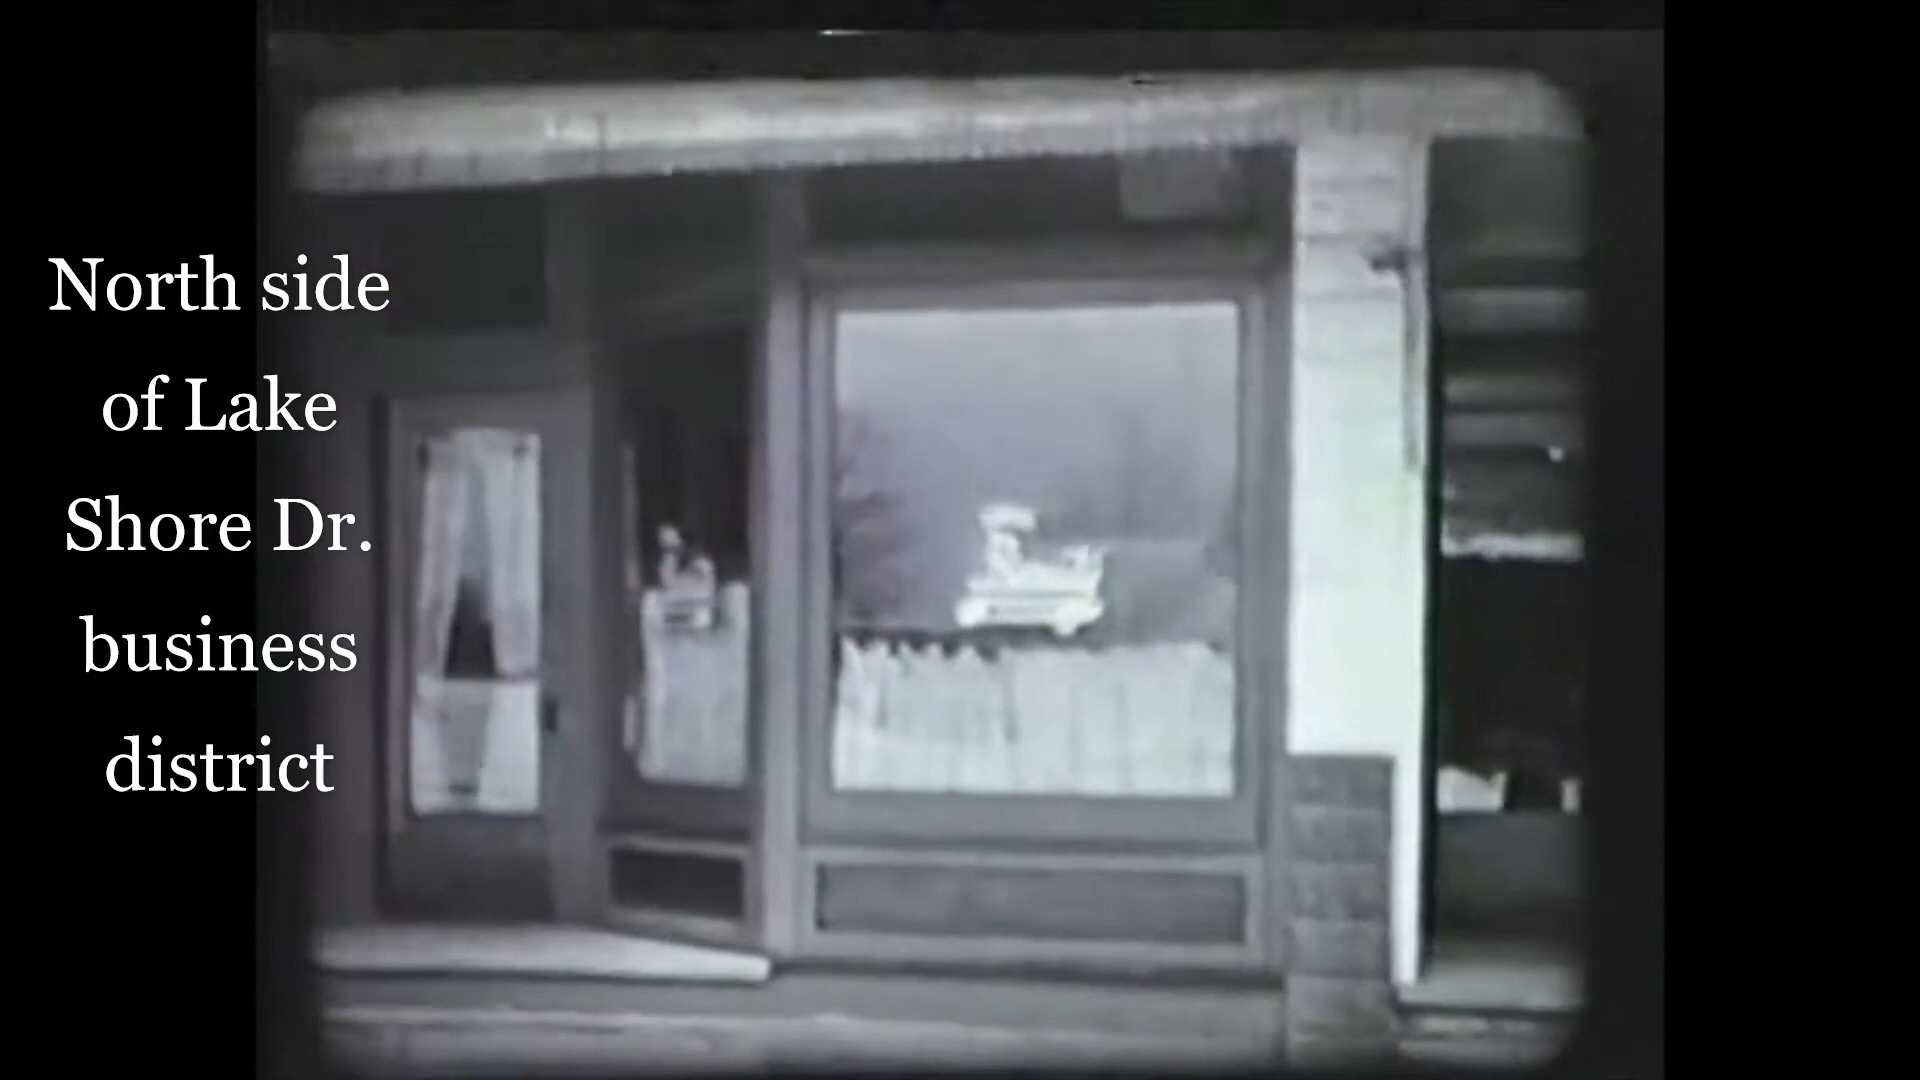 North side
of Lake
Shore Dr.
business
district